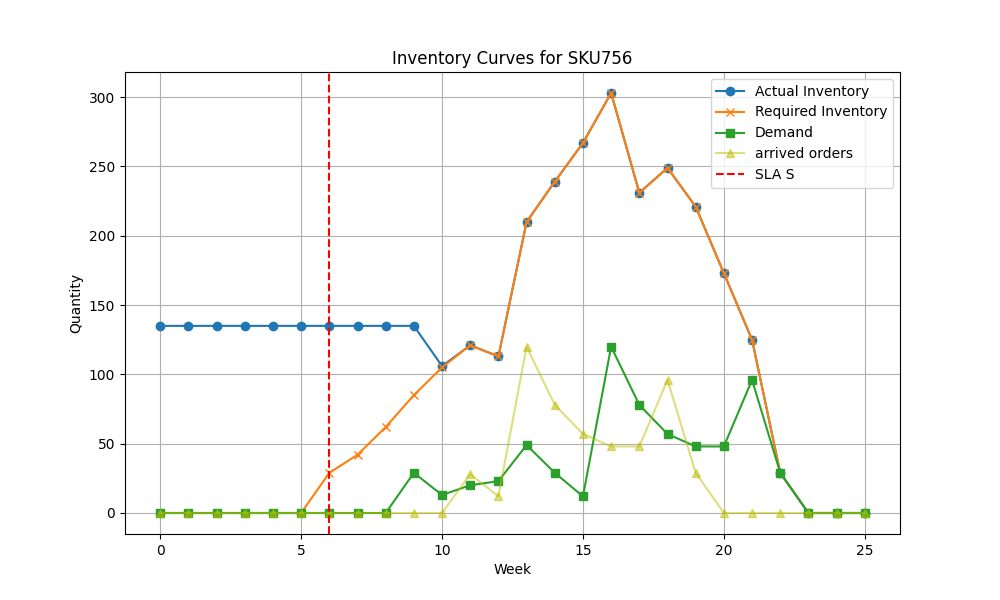 Inventory Curves for SKU756
Actual Inventory
Required Inventory
Demand
arrived orders
SLA S
Quantity
300
250
200
150
100
50
0
0 5 10 15 20 25
Week